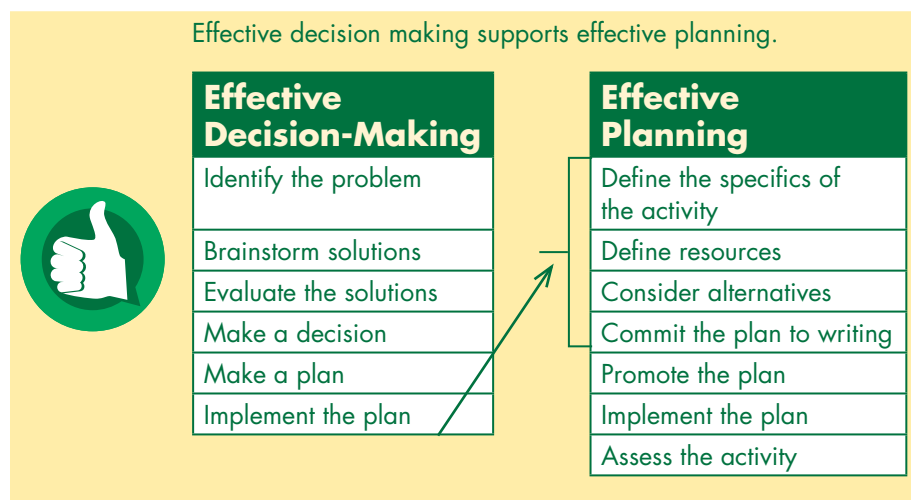 Effective decision making supports effective planning.
Effective
Decision-Making
Identify the problem
Brainstorm solutions
Evaluate the solutions
Make a decision
Make a plan
Implement the plan
Effective
Planning
Define the specifics of
the activity
Define resources
Consider alternatives
Commit the plan to writing
Promote the plan
Implement the plan
Assess the activity